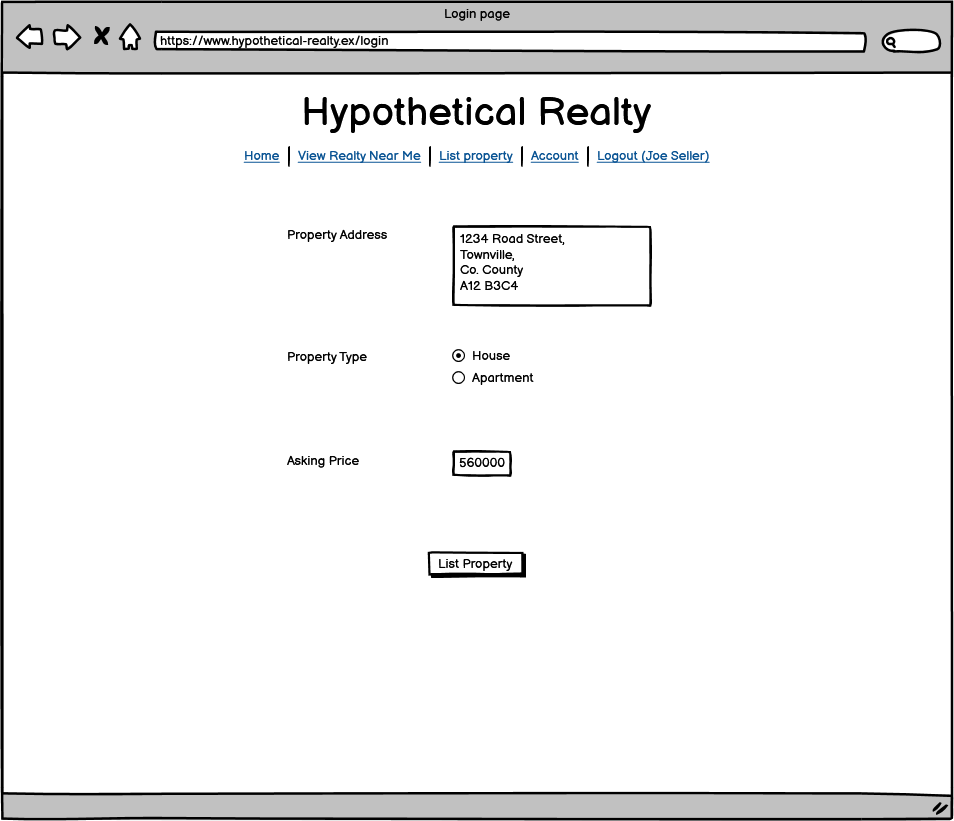 Login page
https://www.hypothetical-realty.ex/login
Hypothetical Realty
Home View Realty Near Me List property Account Logout (Joe Seller)
Property Address
1234 Road Street,
Townville,
Co. County
A12 B3C4
Property Type
House
Apartment
Asking Price
560000
List Property